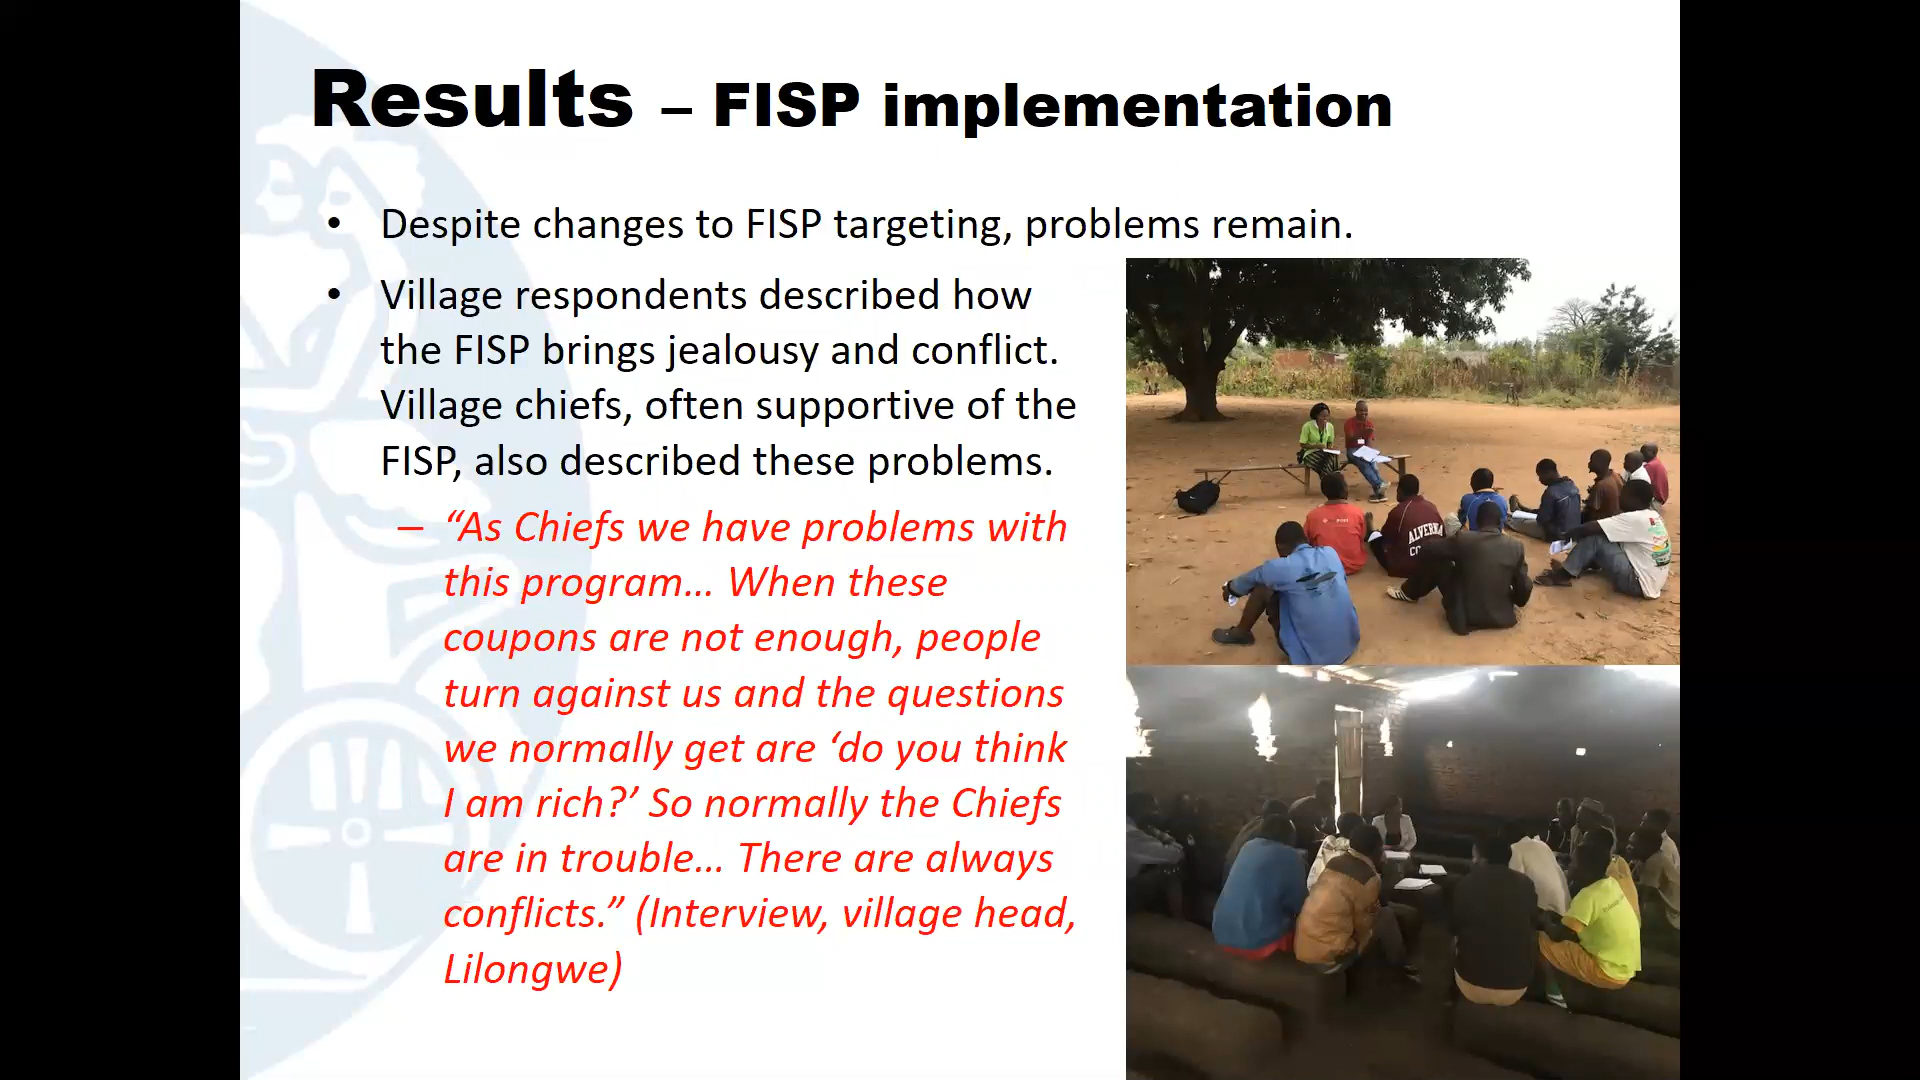 Results – FISP implementation
• Despite changes to FISP targeting, problems remain.
• Village respondents described how
the FISP brings jealousy and conflict.
Village chiefs, often supportive of the
FISP, also described these problems.
– “As Chiefs we have problems with
this program... When these
coupons are not enough, people
turn against us and the questions
we normally get are ‘do you think
I am rich?’ So normally the Chiefs
are in trouble... There are always
conflicts.” (Interview, village head,
Lilongwe)
ALVERNIA